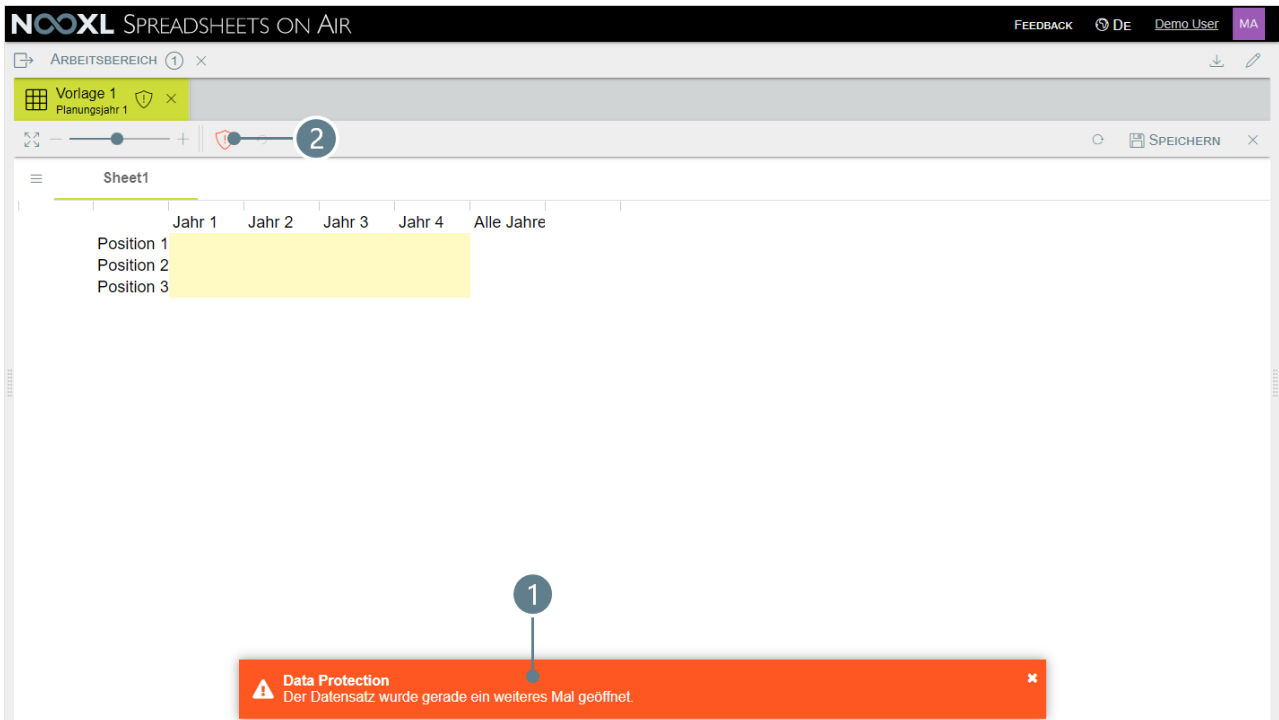 NOOXL SPREADSHEETS ON AIR FEEDBACK DE Demo User MA
ARBEITSBEREICH 1
Vorlage 1
Planungsjahr 1
2 SPEICHERN
Sheet1
Jahr 1 Jahr 2 Jahr 3 Jahr 4 Alle Jahre
Position 1
Position 2
Position 3
1
Data Protection
Der Datensatz wurde gerade ein weiteres Mal geöffnet.